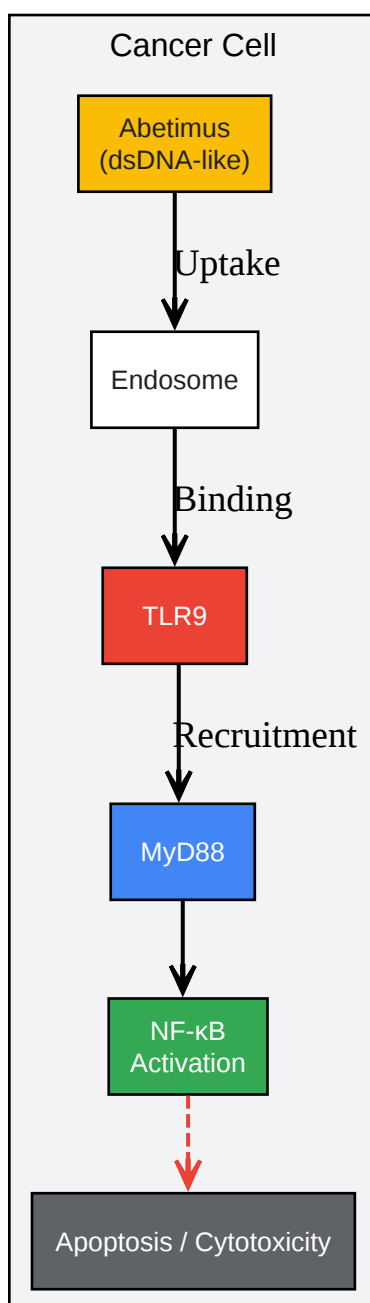 Cancer Cell
Abetimus
(dsDNA-like)
Uptake
Endosome
Binding
TLR9
Recruitment
MyD88
NF-κB
Activation
Apoptosis / Cytotoxicity